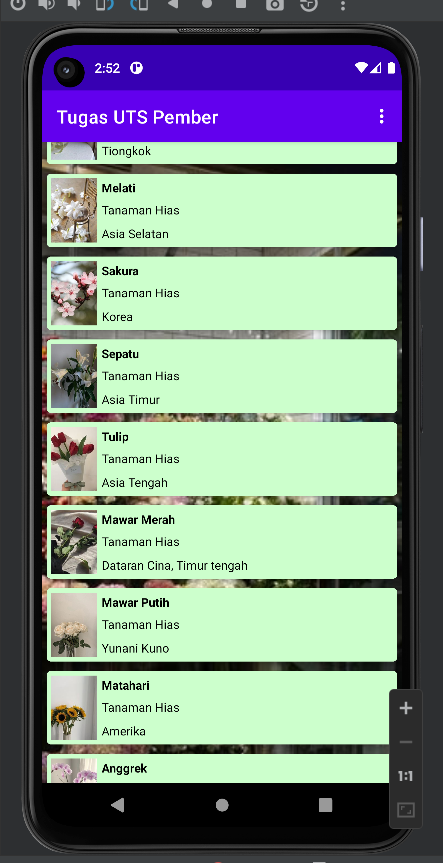 2:52
Tugas UTS Pember
Tiongkok
Melati
Tanaman Hias
Asia Selatan
Sakura
Tanaman Hias
Korea
Sepatu
Tanaman Hias
Asia Timur
Tulip
Tanaman Hias
Asia Tengah
Mawar Merah
Tanaman Hias
Dataran Cina, Timur tengah
Mawar Putih
Tanaman Hias
Yunani Kuno
Matahari
Tanaman Hias
Amerika
Anggrek
1:1